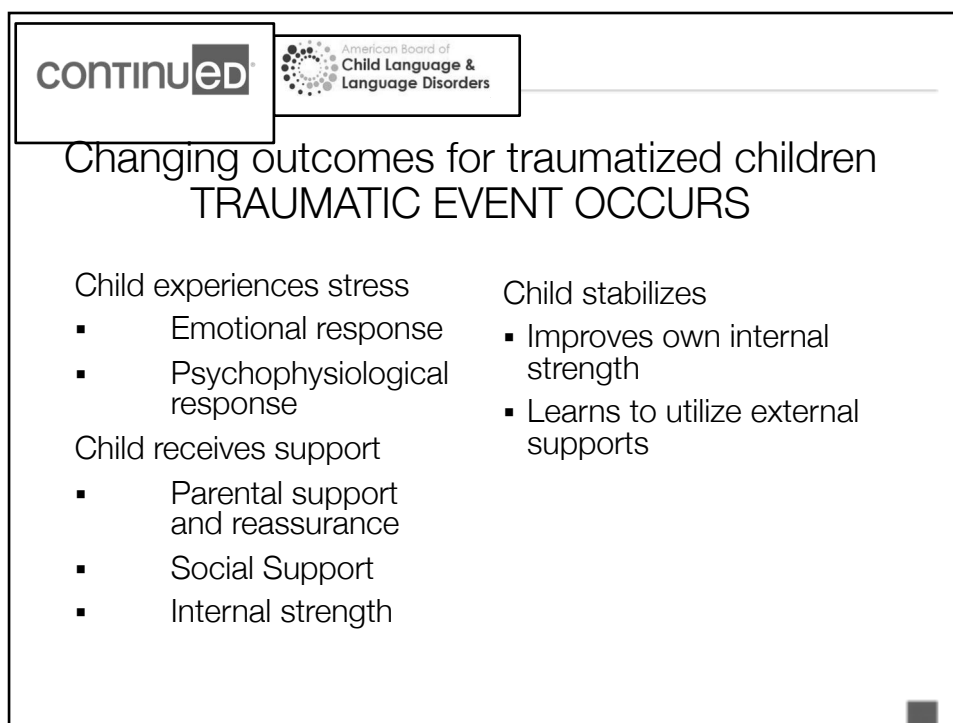 continued
American Board of
Child Language &
Language Disorders
Changing outcomes for traumatized children
TRAUMATIC EVENT OCCURS
Child experiences stress
▪ Emotional response
▪ Psychophysiological
response
Child receives support
▪ Parental support
and reassurance
▪ Social Support
▪ Internal strength
Child stabilizes
▪ Improves own internal
strength
▪ Learns to utilize external
supports